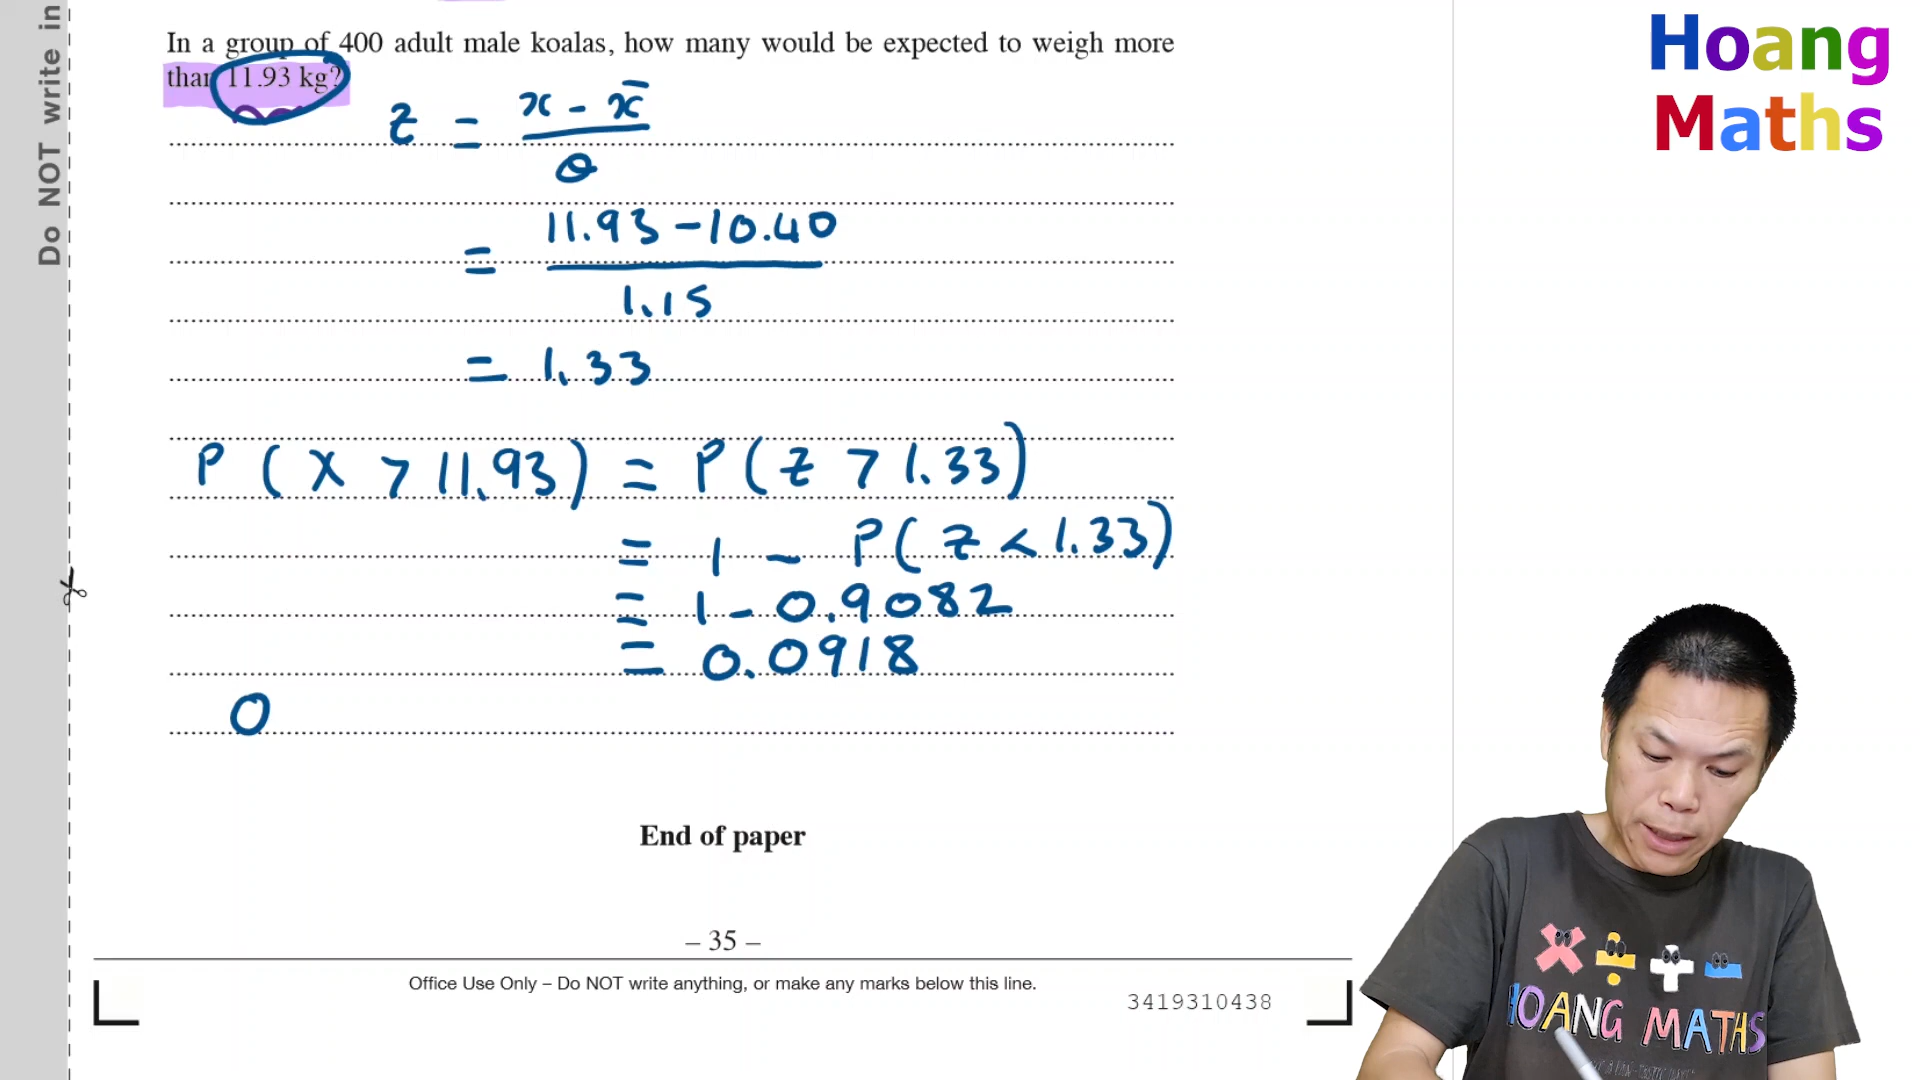 Do NOT write in
In a group of 400 adult male koalas, how many would be expected to weigh more
than 11.93 kg?
z = x - x̄
θ
= 11.93 - 10.40
1.15
= 1.33
P ( X > 11.93 ) = P ( z > 1.33 )
= 1 - P ( z < 1.33 )
= 1 - 0.9082
= 0.0918
0
End of paper
– 35 –
Office Use Only – Do NOT write anything, or make any marks below this line.
3419310438
Hoang
Maths
HOANG MATHS